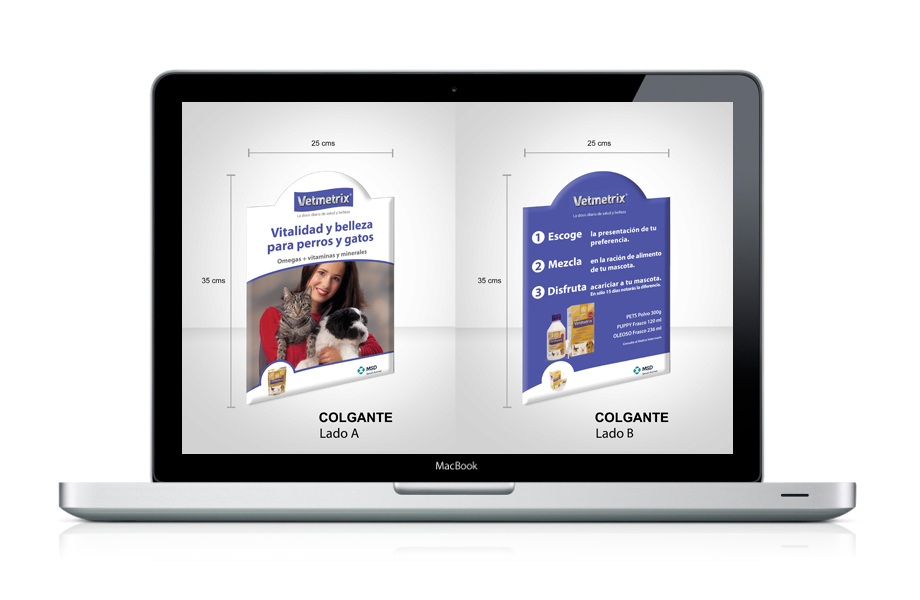 25 cms
35 cms
Vetmetrix®
La dosis diaria de salud y belleza
Vitalidad y belleza
para perros y gatos
Omegas + vitaminas y minerales
MSD
COLGANTE
Lado A
25 cms
35 cms
Vetmetrix®
La dosis diaria de salud y belleza
1 Escoge la presentación de tu
preferencia.
2 Mezcla en la ración de alimento
de tu mascota.
3 Disfruta acariciar a tu mascota.
En sólo 15 días notarás la diferencia.
PETS Polvo 300g
PUPPY Frasco 120 ml
OLEOSO Frasco 236 ml
Consulte al Médico Veterinario
MSD
COLGANTE
Lado B
MacBook